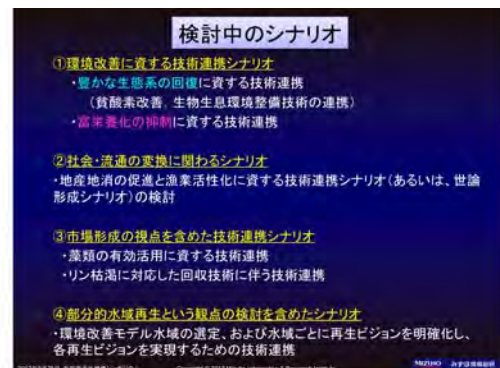 検討中のシナリオ
①環境改善に資する技術連携シナリオ
・豊かな生態系の回復に資する技術連携
（貧酸素改善、生物生息環境整備技術の連携）
・富栄養化の抑制に資する技術連携
②社会・流通の変換に関わるシナリオ
・地産地消の促進と漁業活性化に資する技術連携シナリオ（あるいは、世論
形成シナリオ）の検討
③市場形成の視点を含めた技術連携シナリオ
・藻類の有効活用に資する技術連携
・リン枯渇に対応した回収技術に伴う技術連携
④部分的水域再生という観点の検討を含めたシナリオ
・環境改善モデル水域の選定、および水域ごとに再生ビジョンを明確化し、
各再生ビジョンを実現するための技術連携
MIZUHO みずほ情報総研